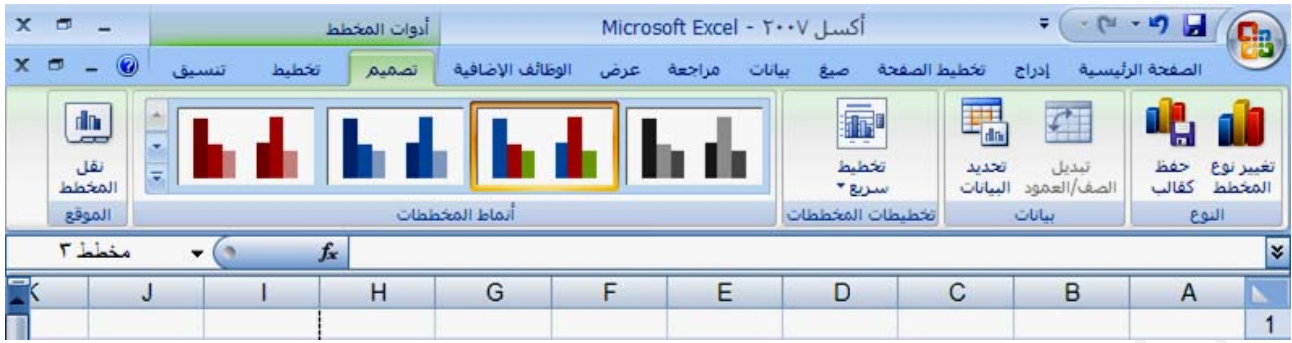 أكسل ٢٠٠٧ - Microsoft Excel
أدوات المخطط
الصفحة الرئيسية
إدراج
تخطيط الصفحة
صيغ
بيانات
مراجعة
عرض
الوظائف الإضافية
تصميم
تخطيط
تنسيق
تغيير نوع
المخطط
حفظ
كقالب
النوع
تبديل
الصف/العمود
تحديد
البيانات
بيانات
تخطيط
سريع
تخطيطات المخططات
أنماط المخططات
نقل
المخطط
الموقع
fx
مخطط ٣
A B C D E F G H I J K
1